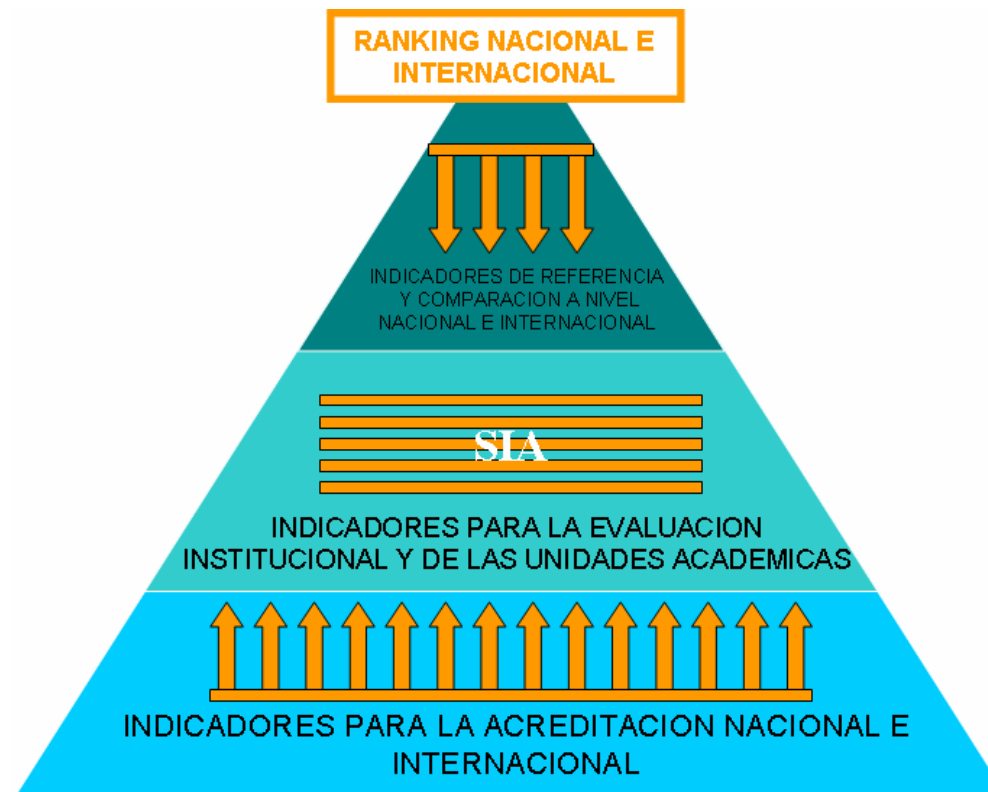 RANKING NACIONAL E
INTERNACIONAL
INDICADORES DE REFERENCIA
Y COMPARACION A NIVEL
NACIONAL E INTERNACIONAL
SIA
INDICADORES PARA LA EVALUACION
INSTITUCIONAL Y DE LAS UNIDADES ACADEMICAS
INDICADORES PARA LA ACREDITACION NACIONAL E
INTERNACIONAL